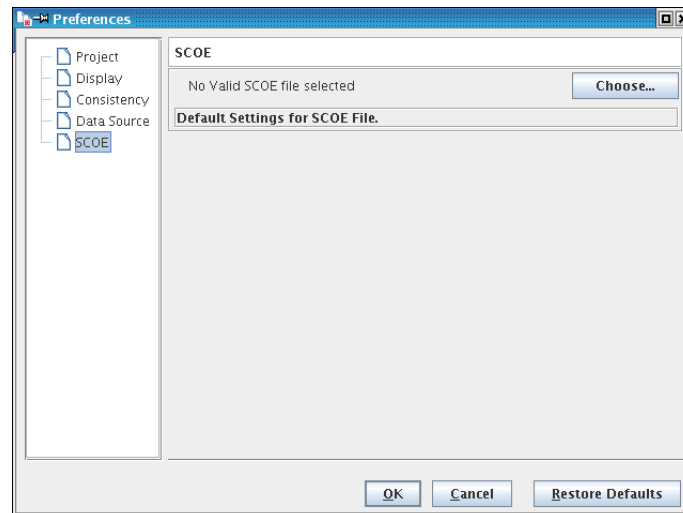 Preferences
Project
Display
Consistency
Data Source
SCOE
SCOE
No Valid SCOE file selected
Choose...
Default Settings for SCOE File.
OK
Cancel
Restore Defaults